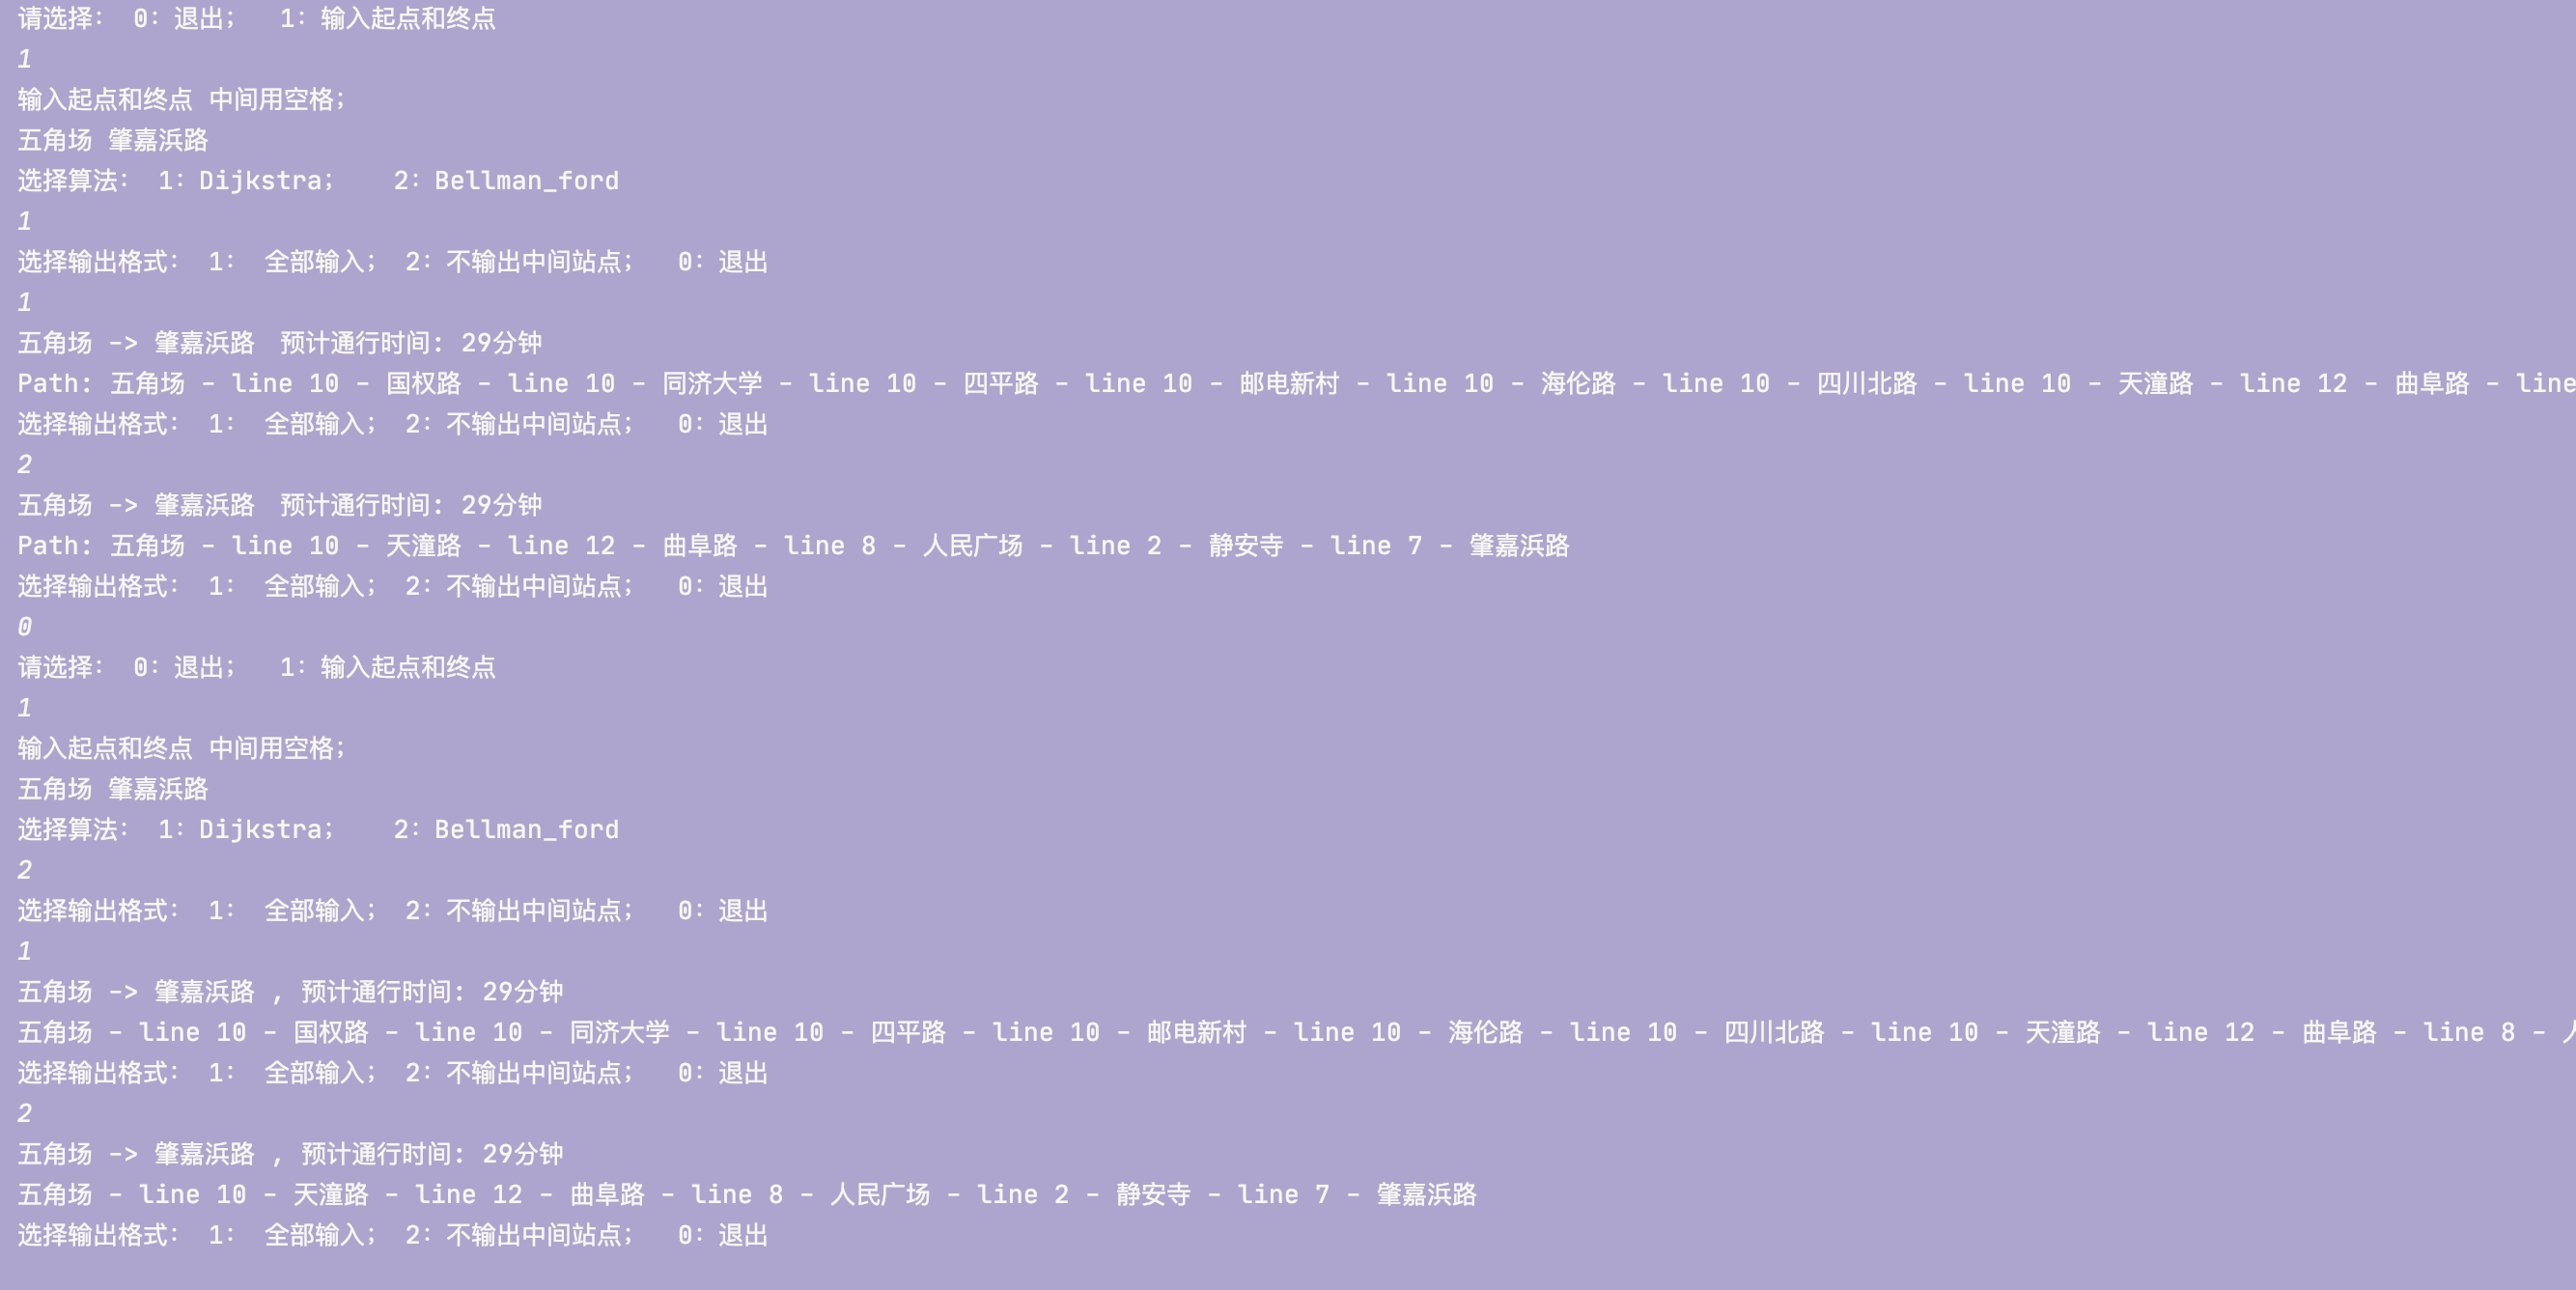 请选择： 0：退出；  1：输入起点和终点
1
输入起点和终点 中间用空格；
五角场 肇嘉浜路
选择算法： 1：Dijkstra；   2：Bellman_ford
1
选择输出格式： 1： 全部输入； 2：不输出中间站点；  0：退出
1
五角场 -> 肇嘉浜路  预计通行时间: 29分钟
Path: 五角场 - line 10 - 国权路 - line 10 - 同济大学 - line 10 - 四平路 - line 10 - 邮电新村 - line 10 - 海伦路 - line 10 - 四川北路 - line 10 - 天潼路 - line 12 - 曲阜路 - line
选择输出格式： 1： 全部输入； 2：不输出中间站点；  0：退出
2
五角场 -> 肇嘉浜路  预计通行时间: 29分钟
Path: 五角场 - line 10 - 天潼路 - line 12 - 曲阜路 - line 8 - 人民广场 - line 2 - 静安寺 - line 7 - 肇嘉浜路
选择输出格式： 1： 全部输入； 2：不输出中间站点；  0：退出
0
请选择： 0：退出；  1：输入起点和终点
1
输入起点和终点 中间用空格；
五角场 肇嘉浜路
选择算法： 1：Dijkstra；   2：Bellman_ford
2
选择输出格式： 1： 全部输入； 2：不输出中间站点；  0：退出
1
五角场 -> 肇嘉浜路 , 预计通行时间: 29分钟
五角场 - line 10 - 国权路 - line 10 - 同济大学 - line 10 - 四平路 - line 10 - 邮电新村 - line 10 - 海伦路 - line 10 - 四川北路 - line 10 - 天潼路 - line 12 - 曲阜路 - line 8 -
选择输出格式： 1： 全部输入； 2：不输出中间站点；  0：退出
2
五角场 -> 肇嘉浜路 , 预计通行时间: 29分钟
五角场 - line 10 - 天潼路 - line 12 - 曲阜路 - line 8 - 人民广场 - line 2 - 静安寺 - line 7 - 肇嘉浜路
选择输出格式： 1： 全部输入； 2：不输出中间站点；  0：退出